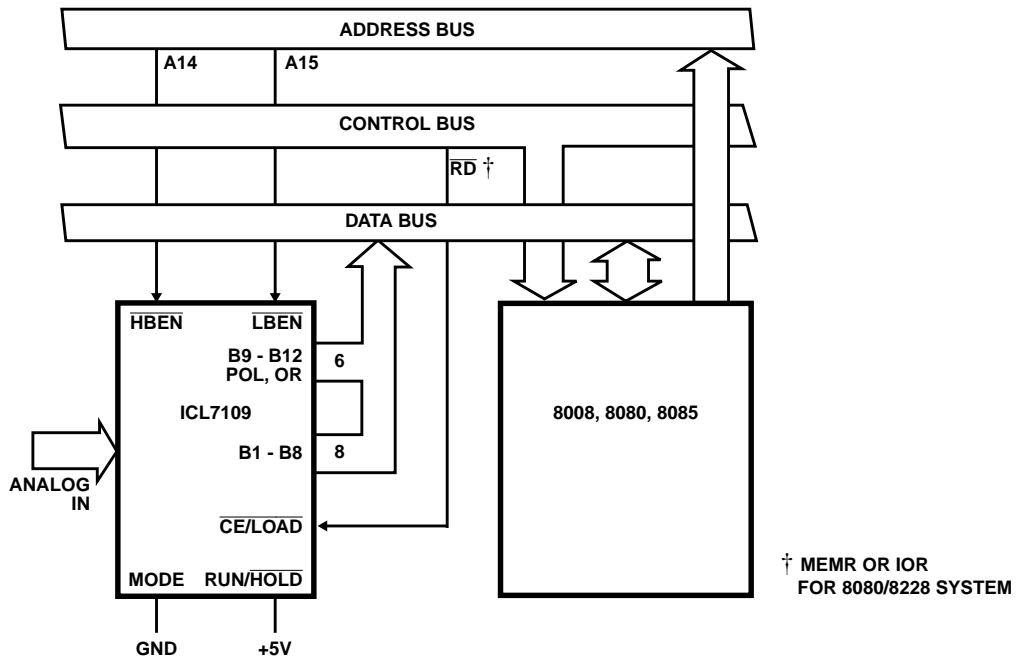 ADDRESS BUS
A14
A15
CONTROL BUS
RD †
DATA BUS
HBEN
LBEN
B9 - B12
POL, OR
6
ICL7109
8008, 8080, 8085
B1 - B8
8
ANALOG
IN
CE/LOAD
MODE
RUN/HOLD
† MEMR OR IOR
FOR 8080/8228 SYSTEM
GND
+5V